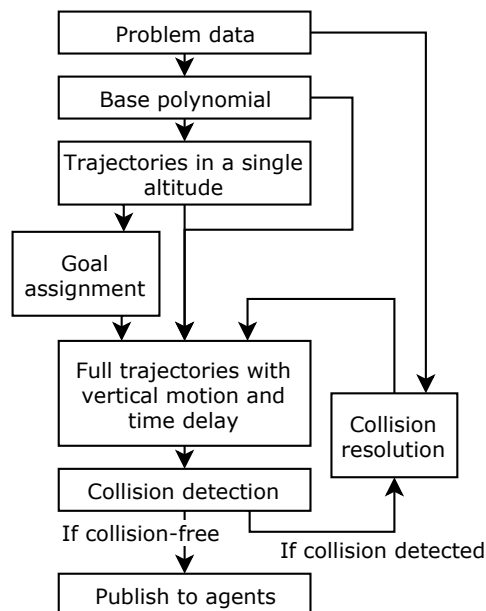 Problem data
Base polynomial
Trajectories in a single
altitude
Goal
assignment
Full trajectories with
vertical motion and
time delay
Collision
resolution
Collision detection
If collision-free
If collision detected
Publish to agents